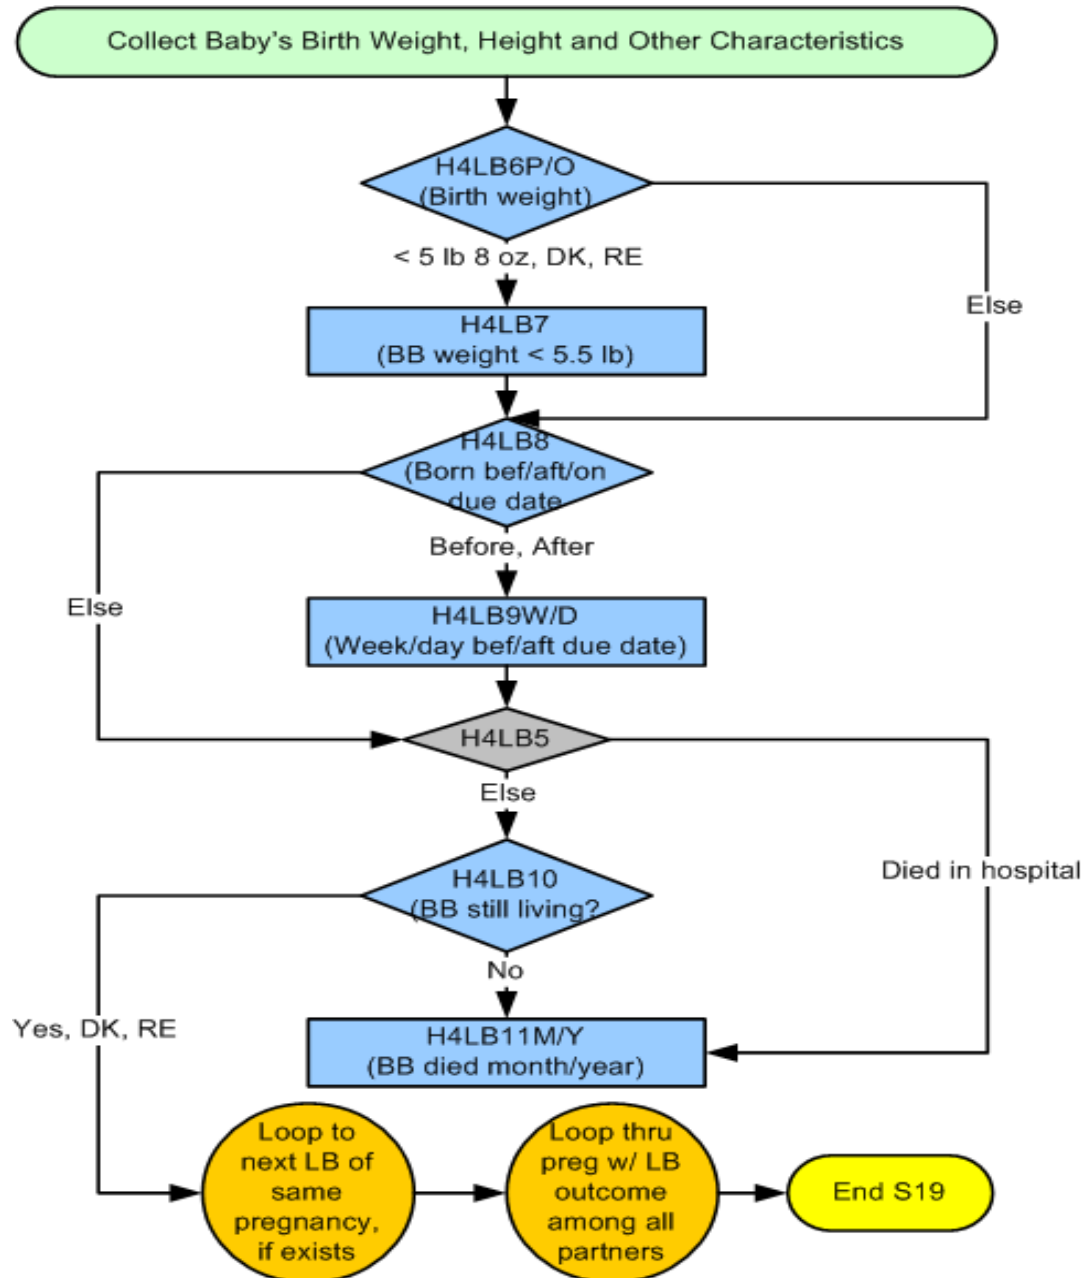 Collect Baby's Birth Weight, Height and Other Characteristics
H4LB6P/O
(Birth weight)
< 5 lb 8 oz, DK, RE
Else
H4LB7
(BB weight < 5.5 lb)
H4LB8
(Born bef/aft/on
due date
Before, After
Else
H4LB9W/D
(Week/day bef/aft due date)
H4LB5
Else
Died in hospital
H4LB10
(BB still living?
No
Yes, DK, RE
H4LB11M/Y
(BB died month/year)
Loop to
next LB of
same
pregnancy,
if exists
Loop thru
preg w/ LB
outcome
among all
partners
End S19